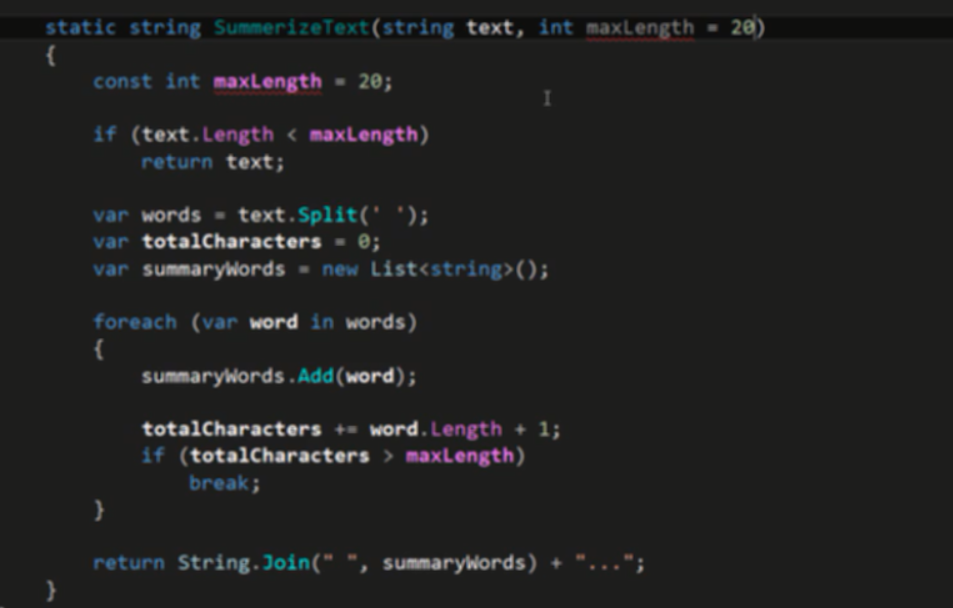 static string SummerizeText(string text, int maxLength = 20)
{
    const int maxLength = 20;

    if (text.Length < maxLength)
        return text;

    var words = text.Split(' ');
    var totalCharacters = 0;
    var summaryWords = new List<string>();

    foreach (var word in words)
    {
        summaryWords.Add(word);

        totalCharacters += word.Length + 1;
        if (totalCharacters > maxLength)
            break;
    }

    return String.Join(" ", summaryWords) + "...";
}